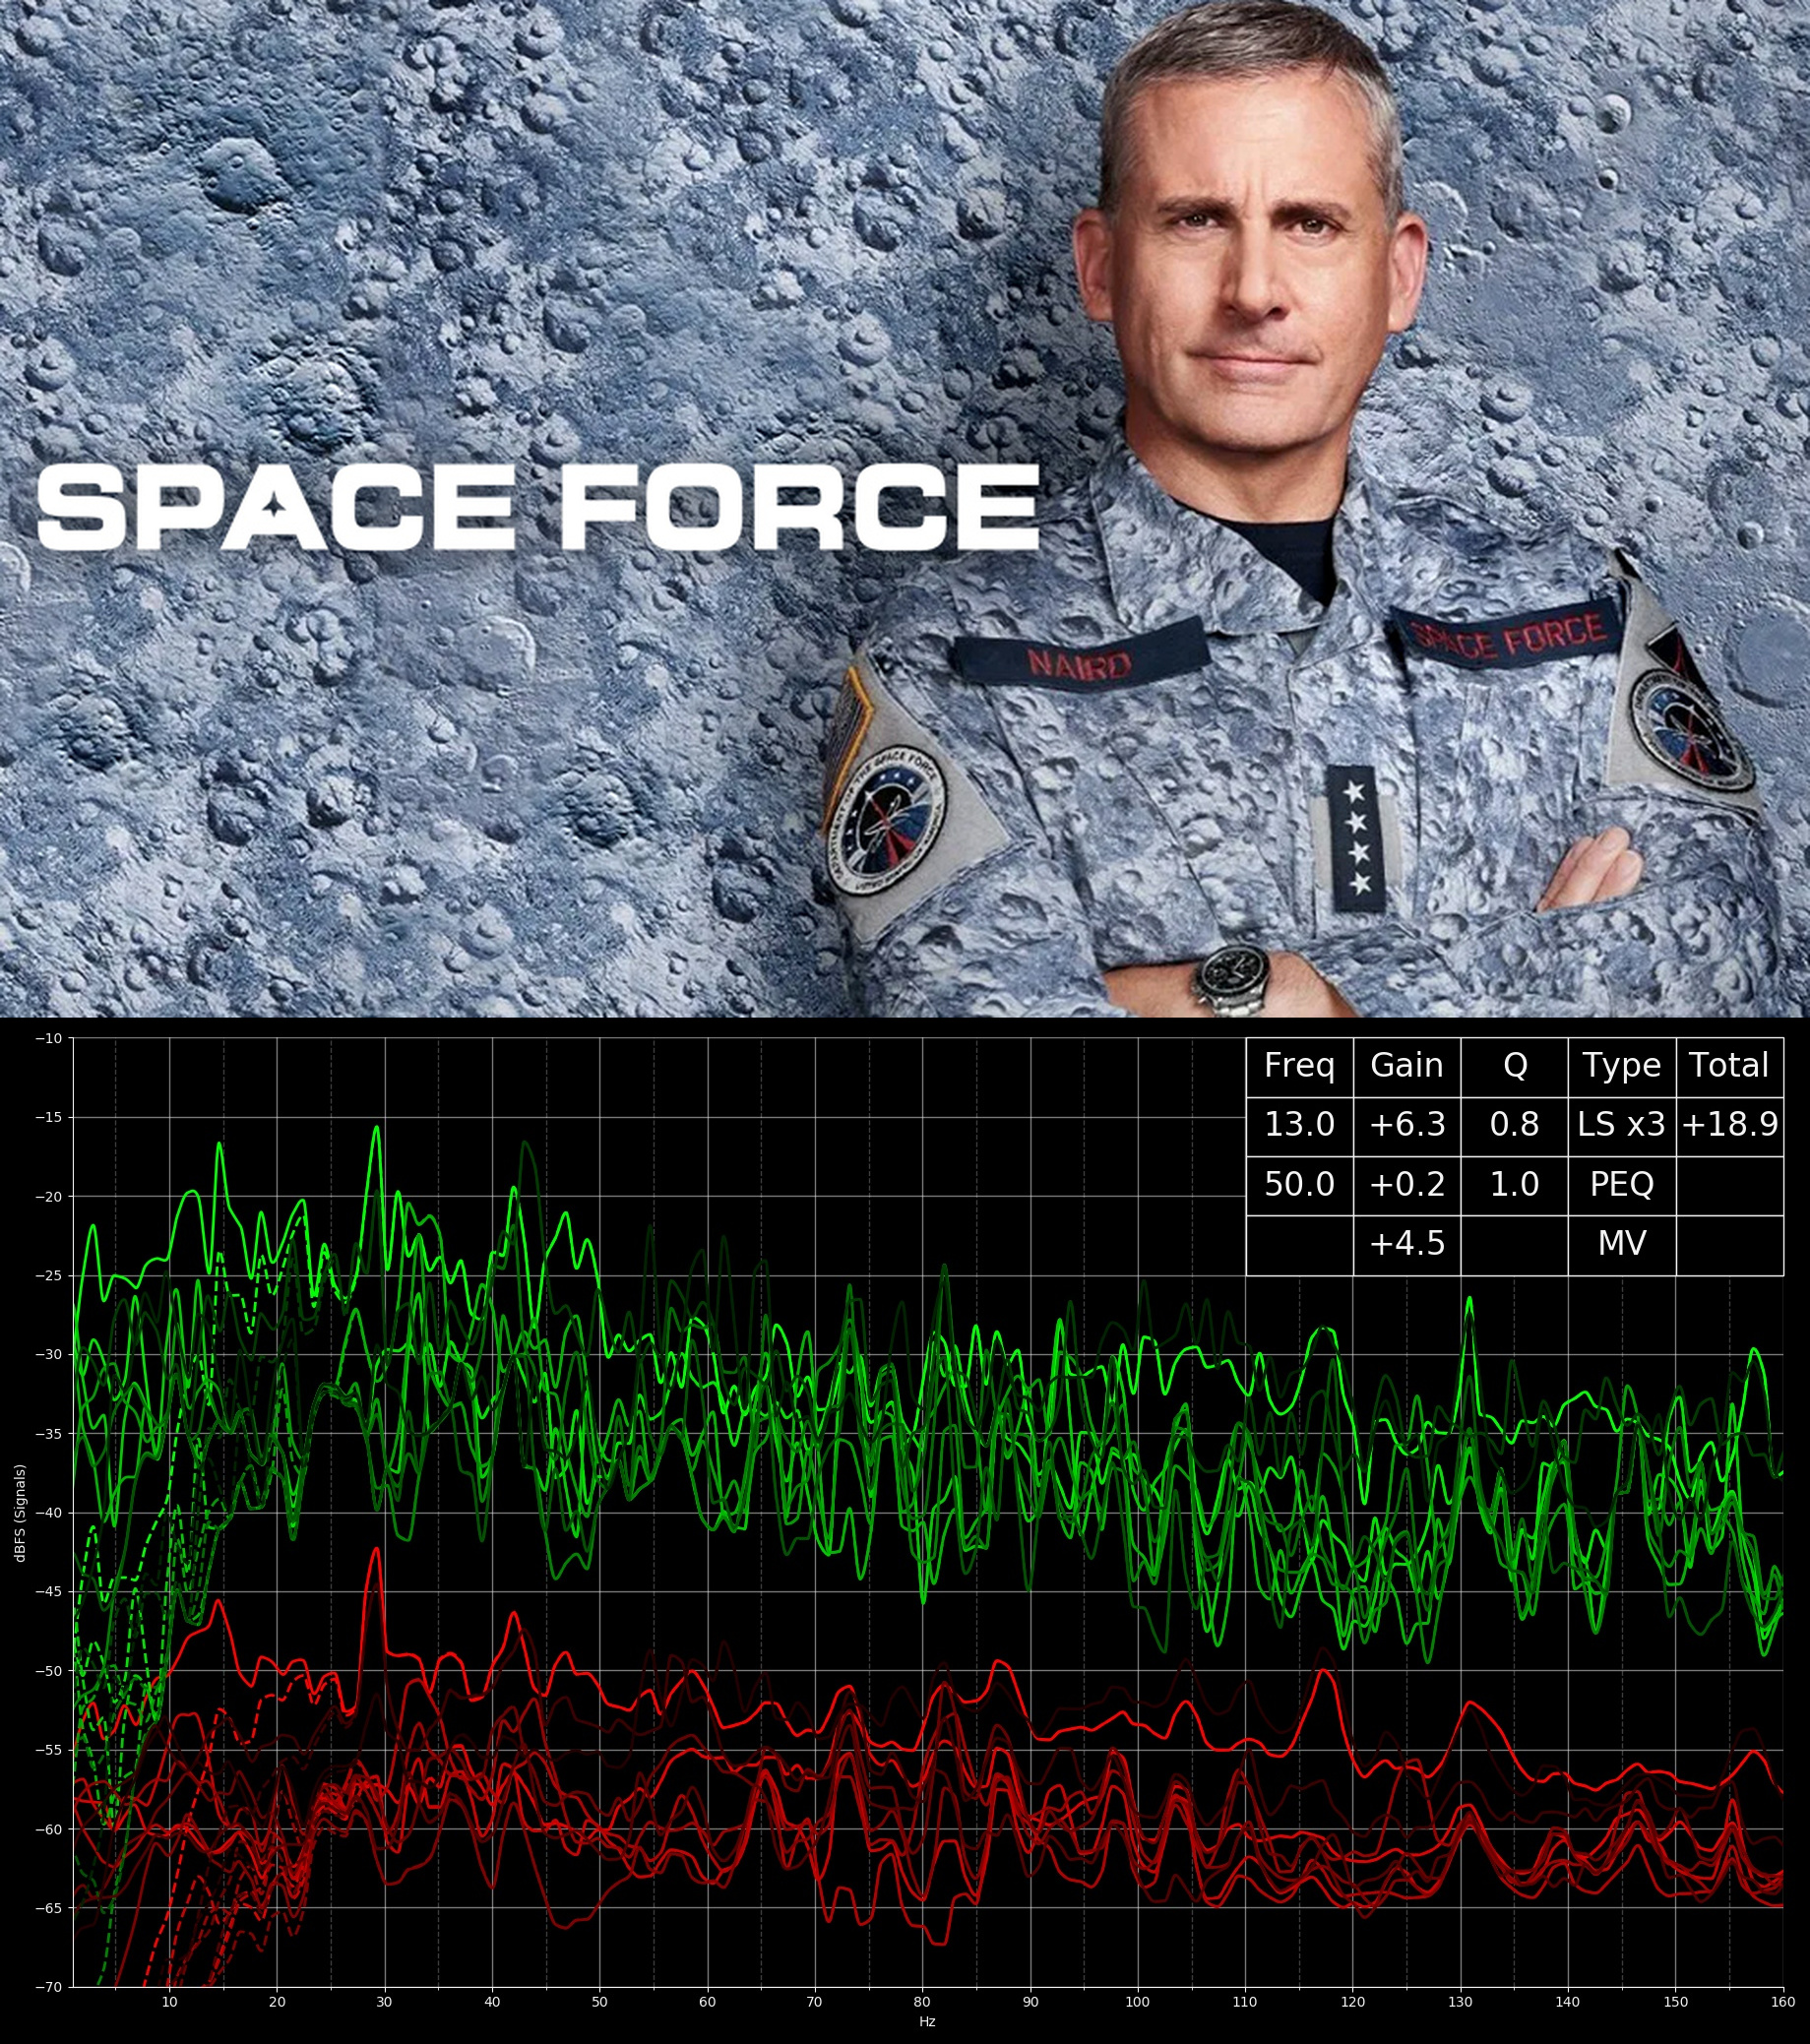 SPACE FORCE
NAIRD
SPACE FORCE
THE SPACE FORCE
Freq Gain Q Type Total
13.0 +6.3 0.8 LS x3 +18.9
50.0 +0.2 1.0 PEQ
+4.5 MV
−10
−15
−20
−25
−30
−35
−40
−45
−50
−55
−60
−65
−70
dBFS (Signals)
10 20 30 40 50 60 70 80 90 100 110 120 130 140 150 160
Hz